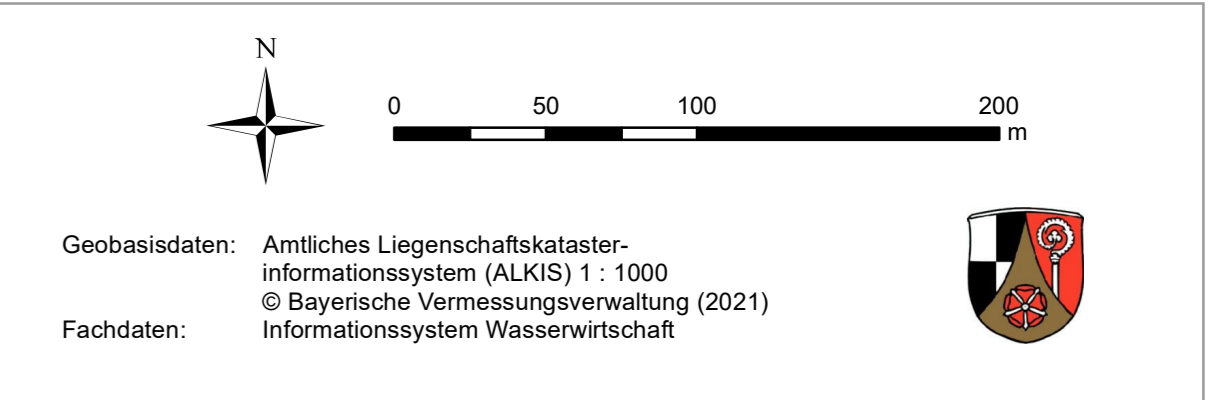 N
0 50 100 200
m
Geobasisdaten: Amtliches Liegenschaftskataster-
informationssystem (ALKIS) 1 : 1000
© Bayerische Vermessungsverwaltung (2021)
Fachdaten: Informationssystem Wasserwirtschaft